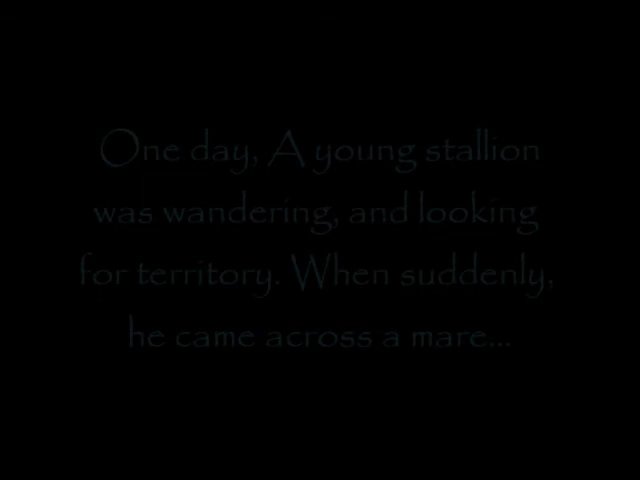 One day, A young stallion
was wandering, and looking
for territory. When suddenly,
he came across a mare...